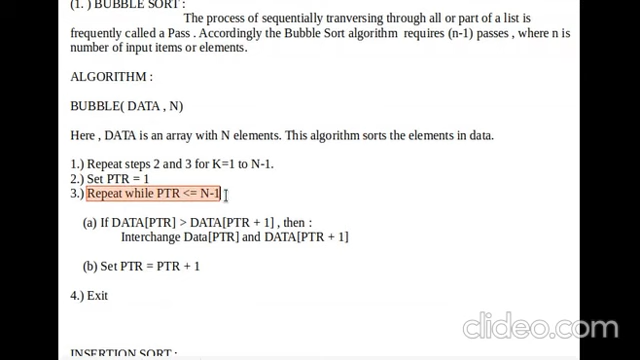 (1. ) BUBBLE SORT :
The process of sequentially tranversing through all or part of a list is
frequently called a Pass . Accordingly the Bubble Sort algorithm requires (n-1) passes , where n is
number of input items or elements.
ALGORITHM :
BUBBLE( DATA , N)
Here , DATA is an array with N elements. This algorithm sorts the elements in data.
1.) Repeat steps 2 and 3 for K=1 to N-1.
2.) Set PTR = 1
3.) Repeat while PTR <= N-1
(a) If DATA[PTR] > DATA[PTR + 1] , then :
Interchange Data[PTR] and DATA[PTR + 1]
(b) Set PTR = PTR + 1
4.) Exit
clideo.com
INSERTION SORT :